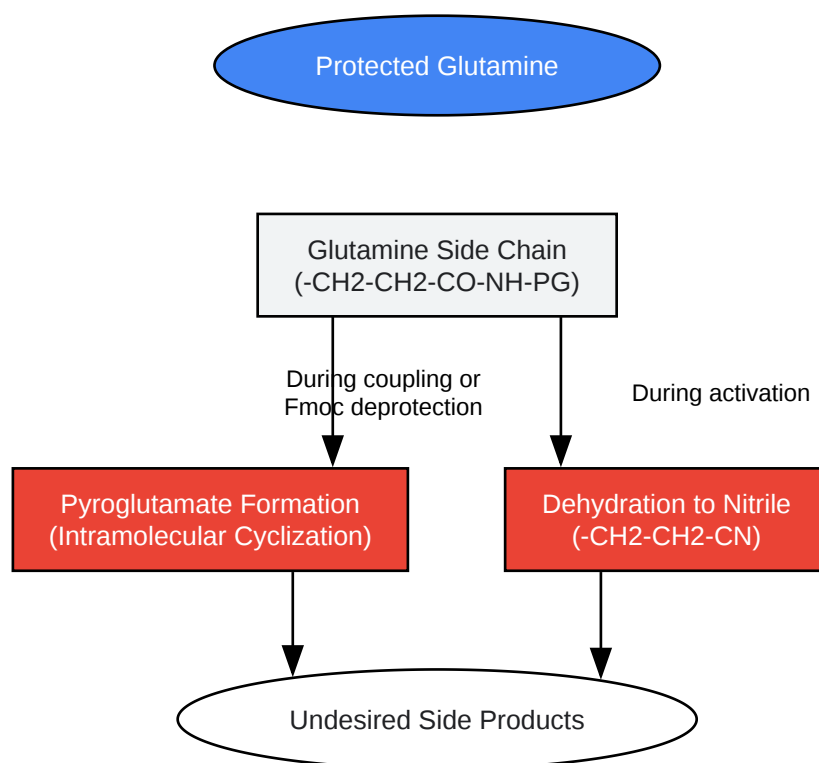 Protected Glutamine
Glutamine Side Chain
(-CH2-CH2-CO-NH-PG)
During coupling or
Fmoc deprotection
During activation
Pyroglutamate Formation
(Intramolecular Cyclization)
Dehydration to Nitrile
(-CH2-CH2-CN)
Undesired Side Products